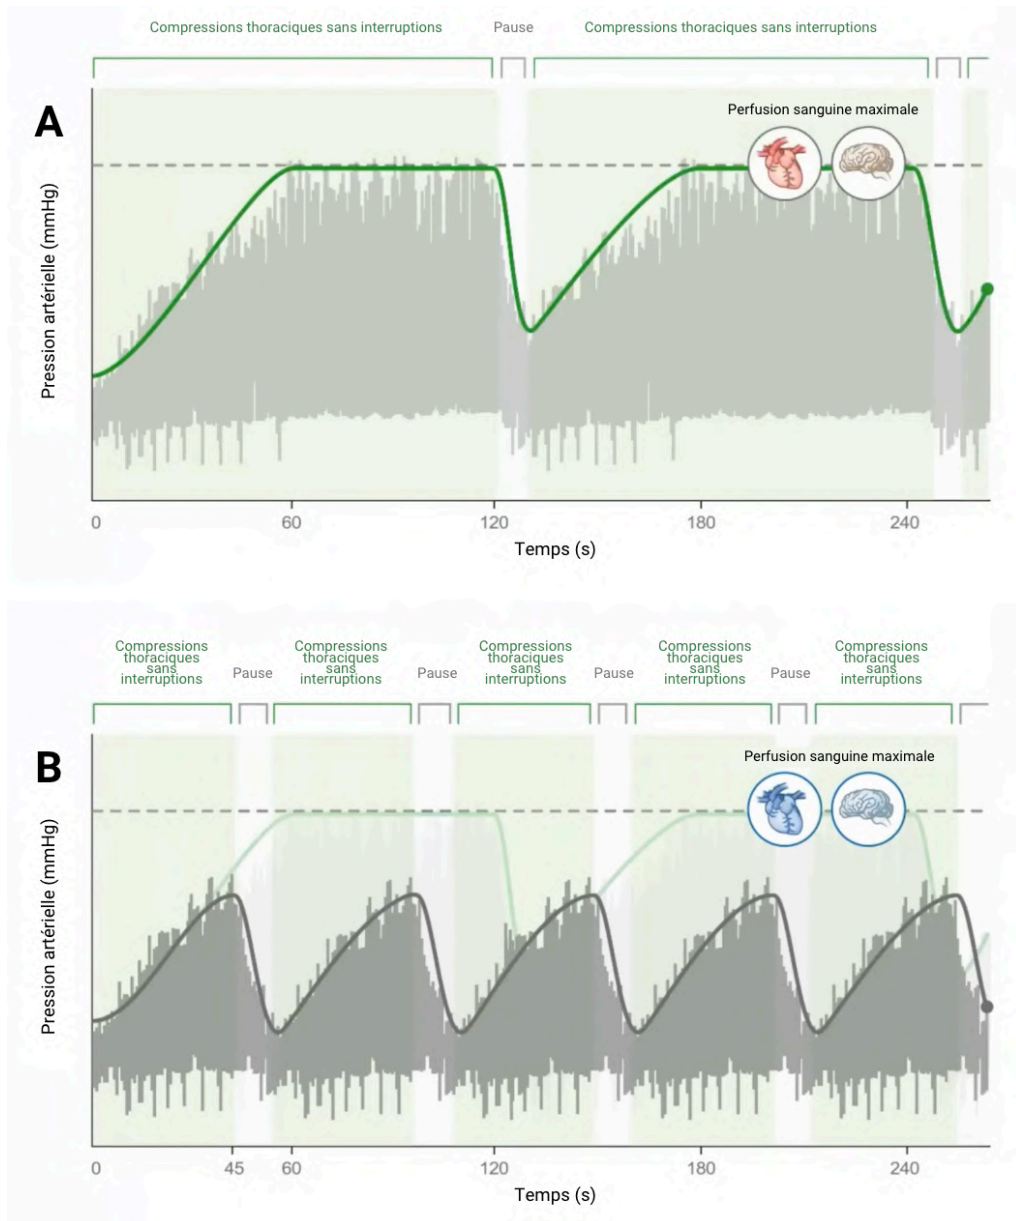 Compressions thoraciques sans interruptions
Pause
Compressions thoraciques sans interruptions
A
Perfusion sanguine maximale
Pression artérielle (mmHg)
0
60
120
180
240
Temps (s)
Compressions
thoraciques
sans
interruptions
Pause
Compressions
thoraciques
sans
interruptions
Pause
Compressions
thoraciques
sans
interruptions
Pause
Compressions
thoraciques
sans
interruptions
Pause
Compressions
thoraciques
sans
interruptions
B
Perfusion sanguine maximale
Pression artérielle (mmHg)
0
45
60
120
180
240
Temps (s)